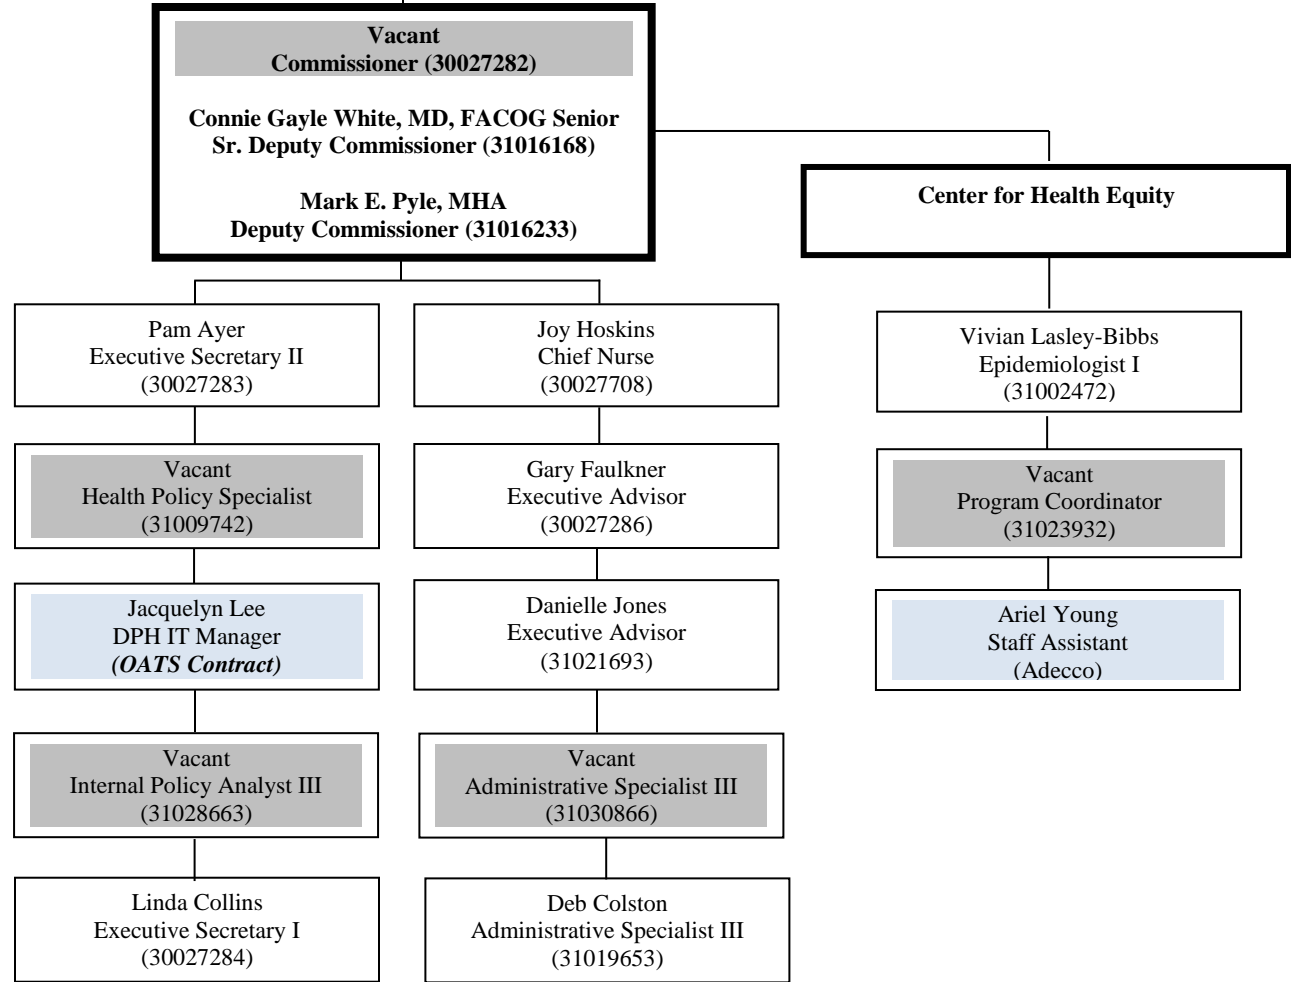 Vacant
Commissioner (30027282)
Connie Gayle White, MD, FACOG Senior
Sr. Deputy Commissioner (31016168)
Mark E. Pyle, MHA
Deputy Commissioner (31016233)
Center for Health Equity
Pam Ayer
Executive Secretary II
(30027283)
Vacant
Health Policy Specialist
(31009742)
Jacquelyn Lee
DPH IT Manager
(OATS Contract)
Vacant
Internal Policy Analyst III
(31028663)
Linda Collins
Executive Secretary I
(30027284)
Joy Hoskins
Chief Nurse
(30027708)
Gary Faulkner
Executive Advisor
(30027286)
Danielle Jones
Executive Advisor
(31021693)
Vacant
Administrative Specialist III
(31030866)
Deb Colston
Administrative Specialist III
(31019653)
Vivian Lasley-Bibbs
Epidemiologist I
(31002472)
Vacant
Program Coordinator
(31023932)
Ariel Young
Staff Assistant
(Adecco)